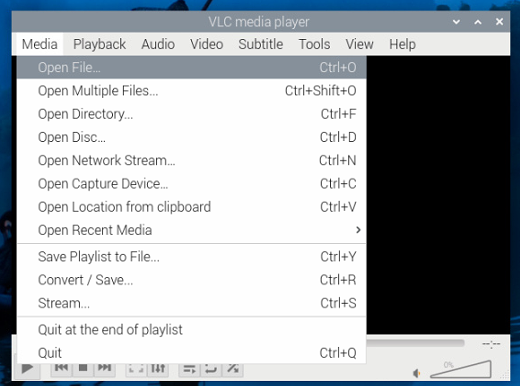 VLC media player
Media Playback Audio Video Subtitle Tools View Help
Open File... Ctrl+O
Open Multiple Files... Ctrl+Shift+O
Open Directory... Ctrl+F
Open Disc... Ctrl+D
Open Network Stream... Ctrl+N
Open Capture Device... Ctrl+C
Open Location from clipboard Ctrl+V
Open Recent Media
Save Playlist to File... Ctrl+Y
Convert / Save... Ctrl+R
Stream... Ctrl+S
Quit at the end of playlist
Quit Ctrl+Q
--:--
0%